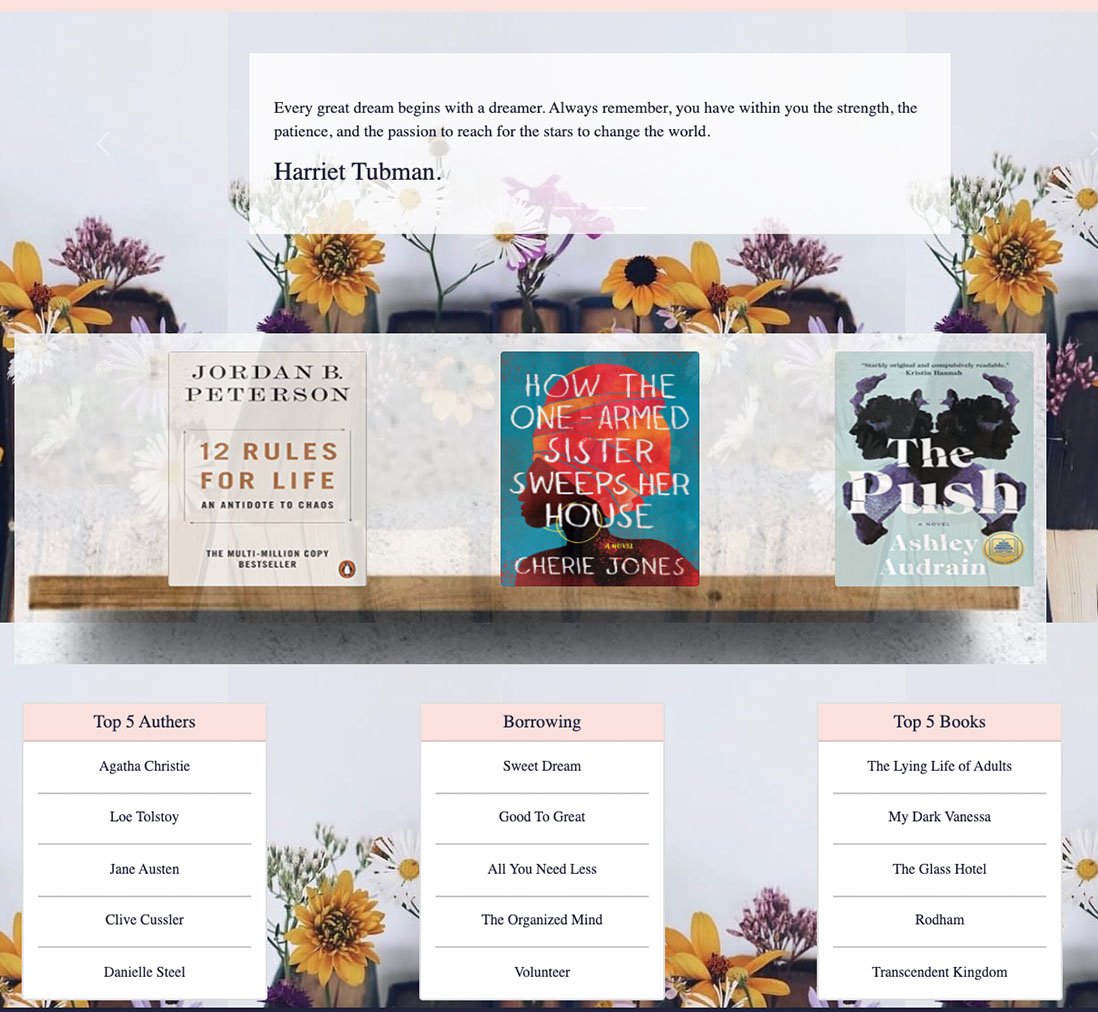 Every great dream begins with a dreamer. Always remember, you have within you the strength, the
patience, and the passion to reach for the stars to change the world.
Harriet Tubman.
JORDAN B.
PETERSON
12 RULES
FOR LIFE
AN ANTIDOTE TO CHAOS
THE MULTI-MILLION COPY
BESTSELLER
HOW THE
ONE-ARMED
SISTER
SWEEPS HER
HOUSE
A NOVEL
CHERIE JONES
"Starkly original and compulsively readable."
Kristin Hannah
The
Push
A NOVEL
Ashley
Audrain
Top 5 Authers
Agatha Christie
Loe Tolstoy
Jane Austen
Clive Cussler
Danielle Steel
Borrowing
Sweet Dream
Good To Great
All You Need Less
The Organized Mind
Volunteer
Top 5 Books
The Lying Life of Adults
My Dark Vanessa
The Glass Hotel
Rodham
Transcendent Kingdom